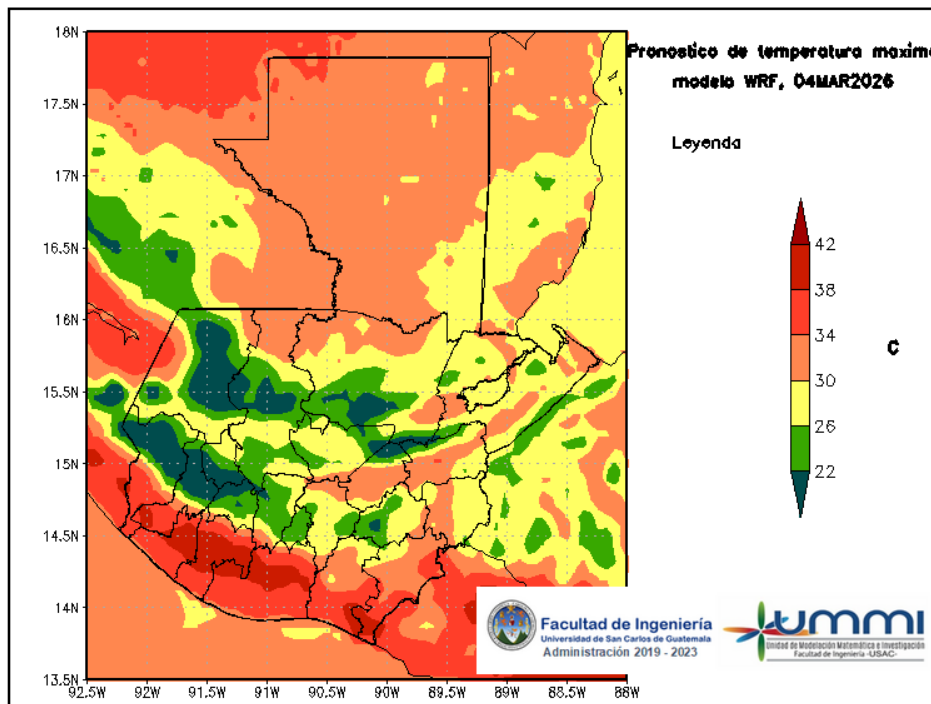 Pronostico de temperatura maxima
modelo WRF, 04MAR2026
Leyenda
18N
17.5N
17N
16.5N
16N
15.5N
15N
14.5N
14N
13.5N
92.5W 92W 91.5W 91W 90.5W 90W 89.5W 89W 88.5W 88W
42
38
34
30
26
22
C
Facultad de Ingeniería
Universidad de San Carlos de Guatemala
Administración 2019 - 2023
UMMI
Unidad de Modelación Matemática e Investigación
Facultad de Ingeniería -USAC-